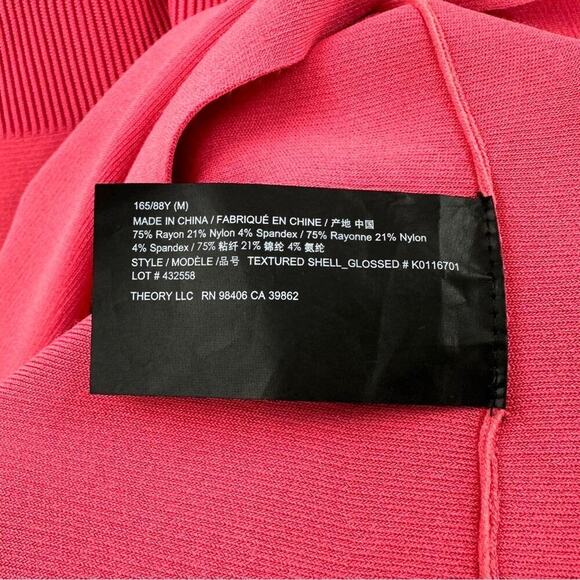 165/88Y (M)
MADE IN CHINA / FABRIQUÉ EN CHINE / 产地 中国
75% Rayon 21% Nylon 4% Spandex / 75% Rayonne 21% Nylon
4% Spandex / 75% 粘纤 21% 锦纶 4% 氨纶
STYLE / MODÈLE /品号 TEXTURED SHELL_GLOSSED # K0116701
LOT # 432558
THEORY LLC RN 98406 CA 39862